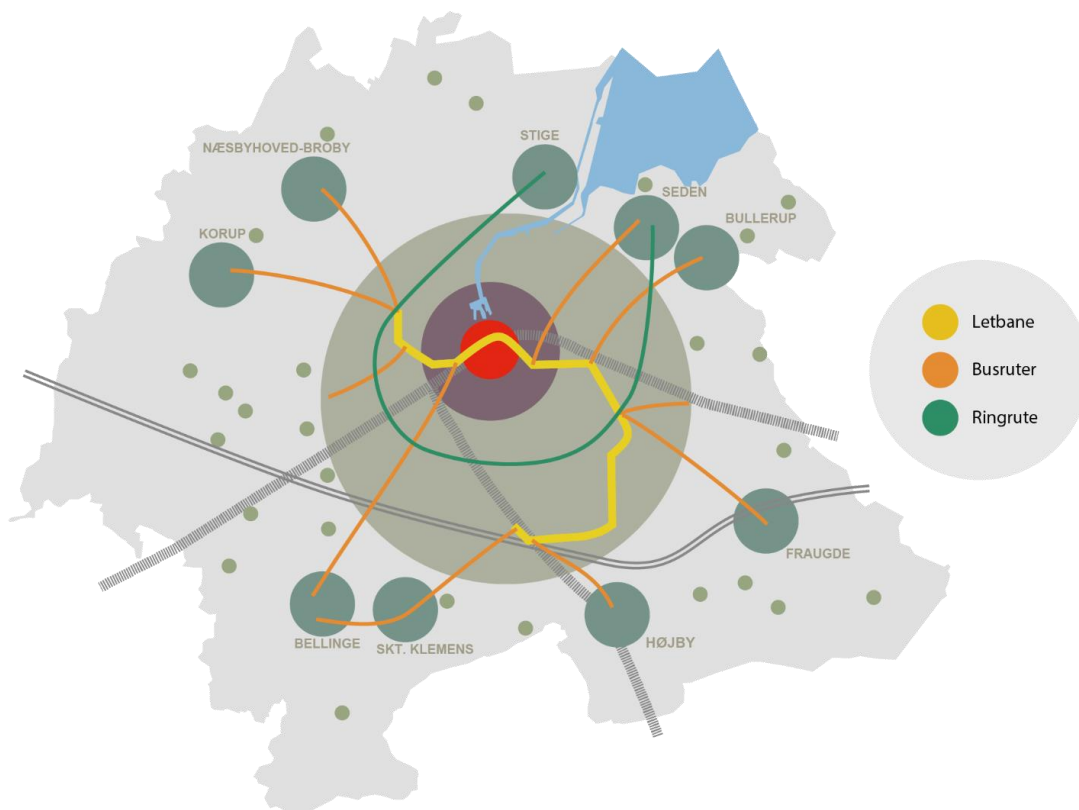 STIGE
NÆSBYHOVED-BROBY
SEDEN
BULLERUP
KORUP
Letbane
Busruter
Ringrute
FRAUGDE
BELLINGE
SKT. KLEMENS
HØJBY